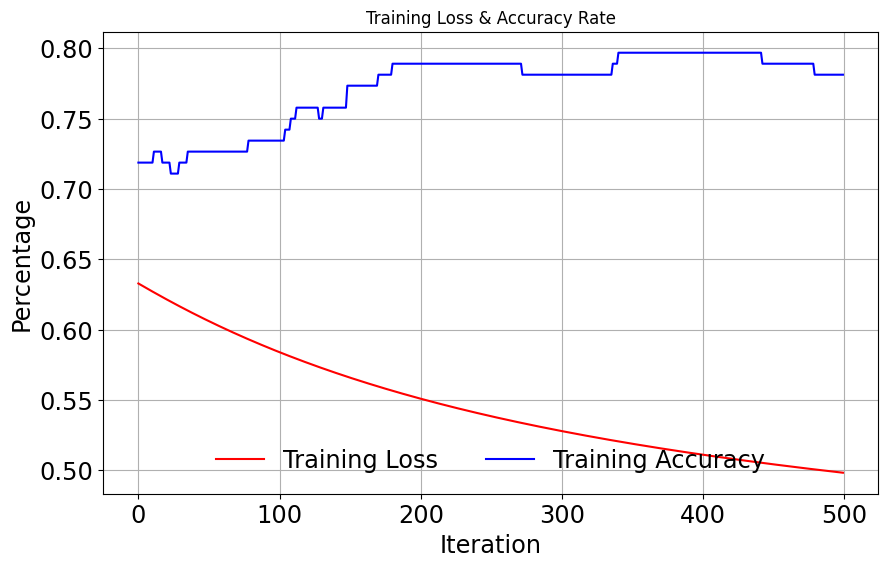 Training Loss & Accuracy Rate
0.80
0.75
0.70
0.65
0.60
0.55
0.50
Percentage
Training Loss
Training Accuracy
0 100 200 300 400 500
Iteration